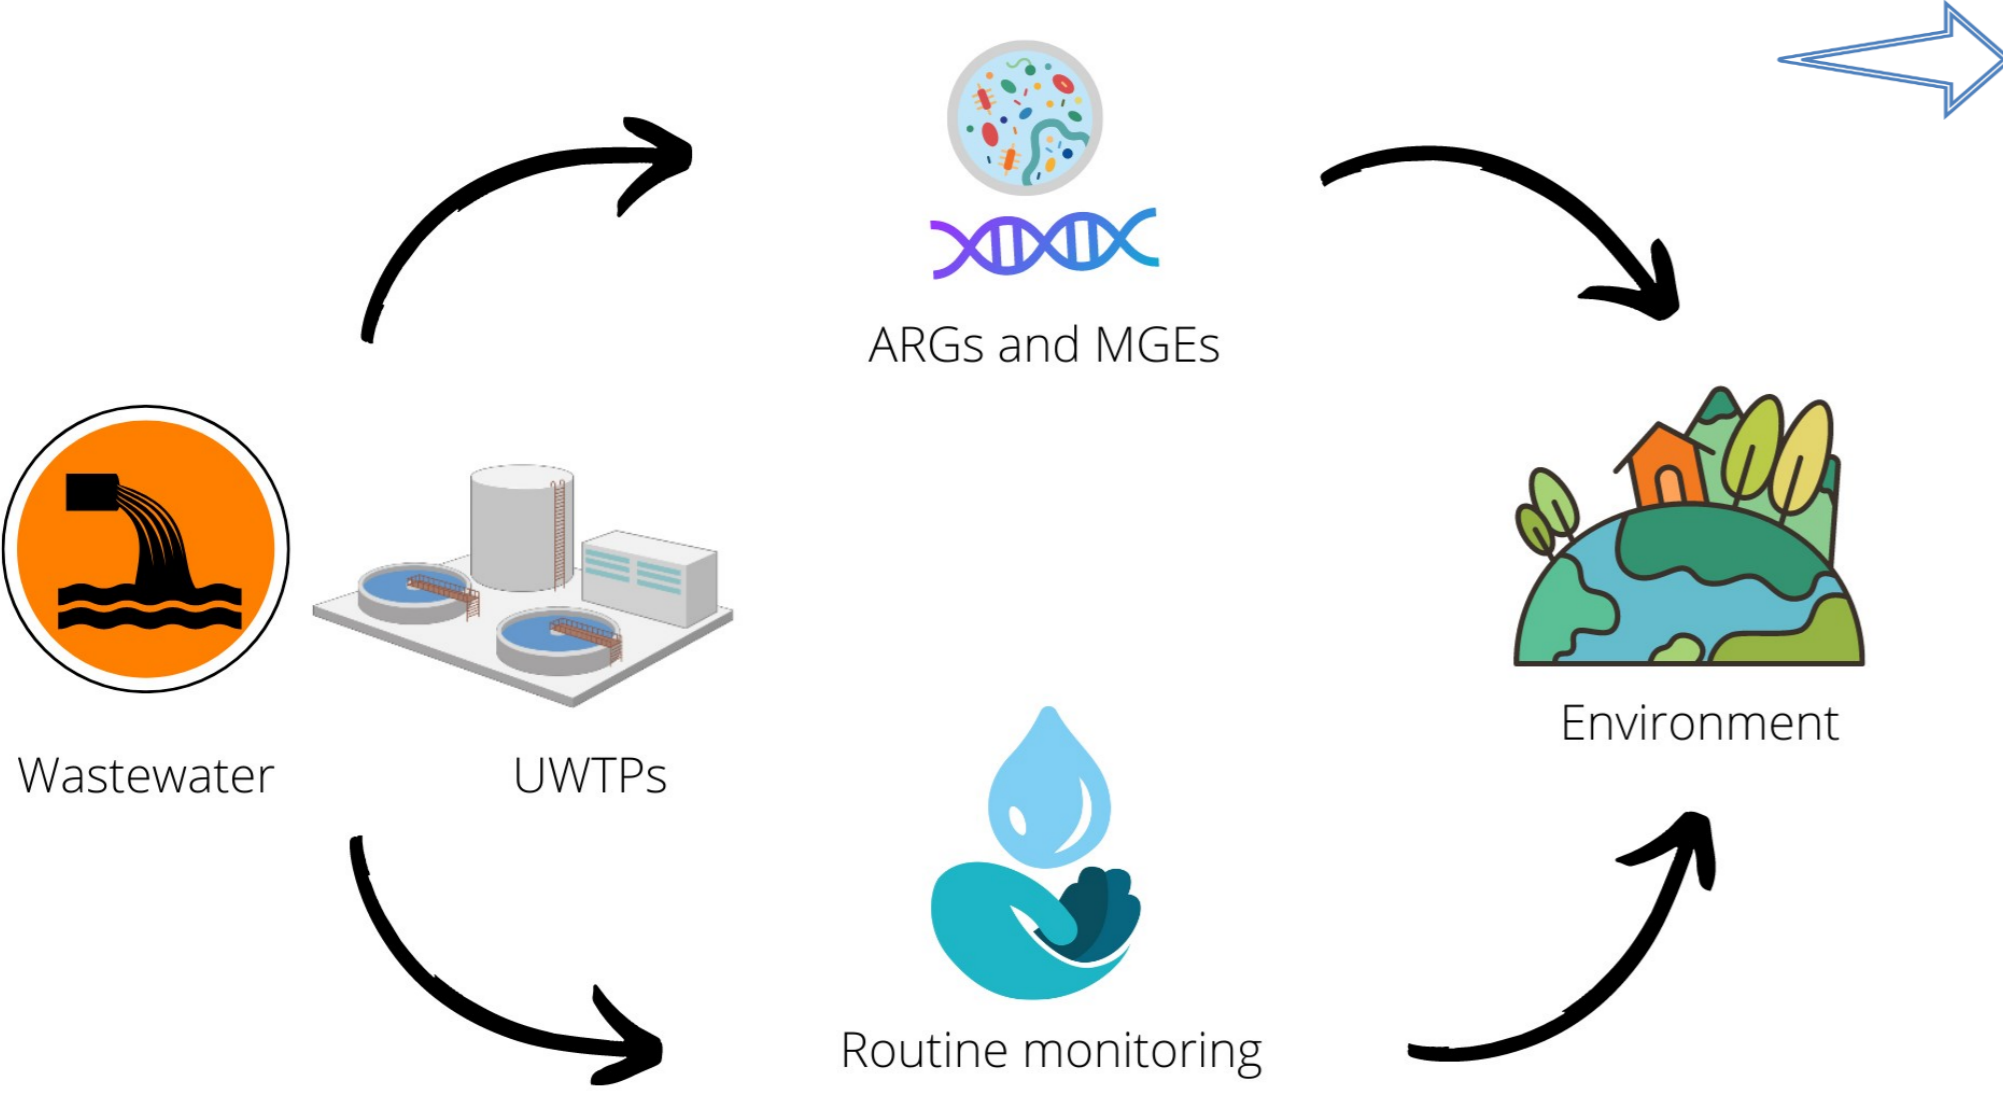 ARGs and MGEs
Wastewater
UWTPs
Environment
Routine monitoring